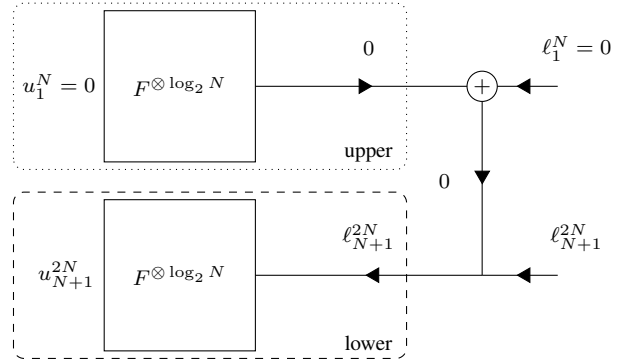 0
ℓ_1^N = 0
u_1^N = 0
F^{⊗ log_2 N}
+
upper
0
ℓ_{N+1}^{2N}
ℓ_{N+1}^{2N}
u_{N+1}^{2N}
F^{⊗ log_2 N}
lower